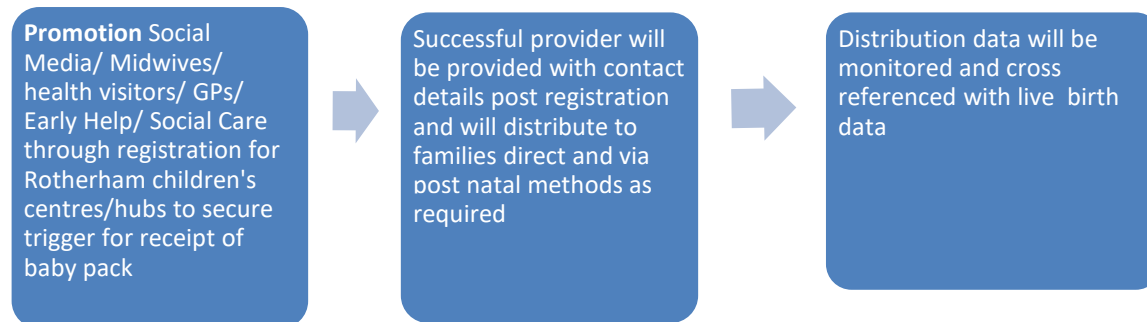 Promotion Social
Media/ Midwives/
health visitors/ GPs/
Early Help/ Social Care
through registration for
Rotherham children's
centres/hubs to secure
trigger for receipt of
baby pack
Successful provider will
be provided with contact
details post registration
and will distribute to
families direct and via
post natal methods as
required
Distribution data will be
monitored and cross
referenced with live birth
data